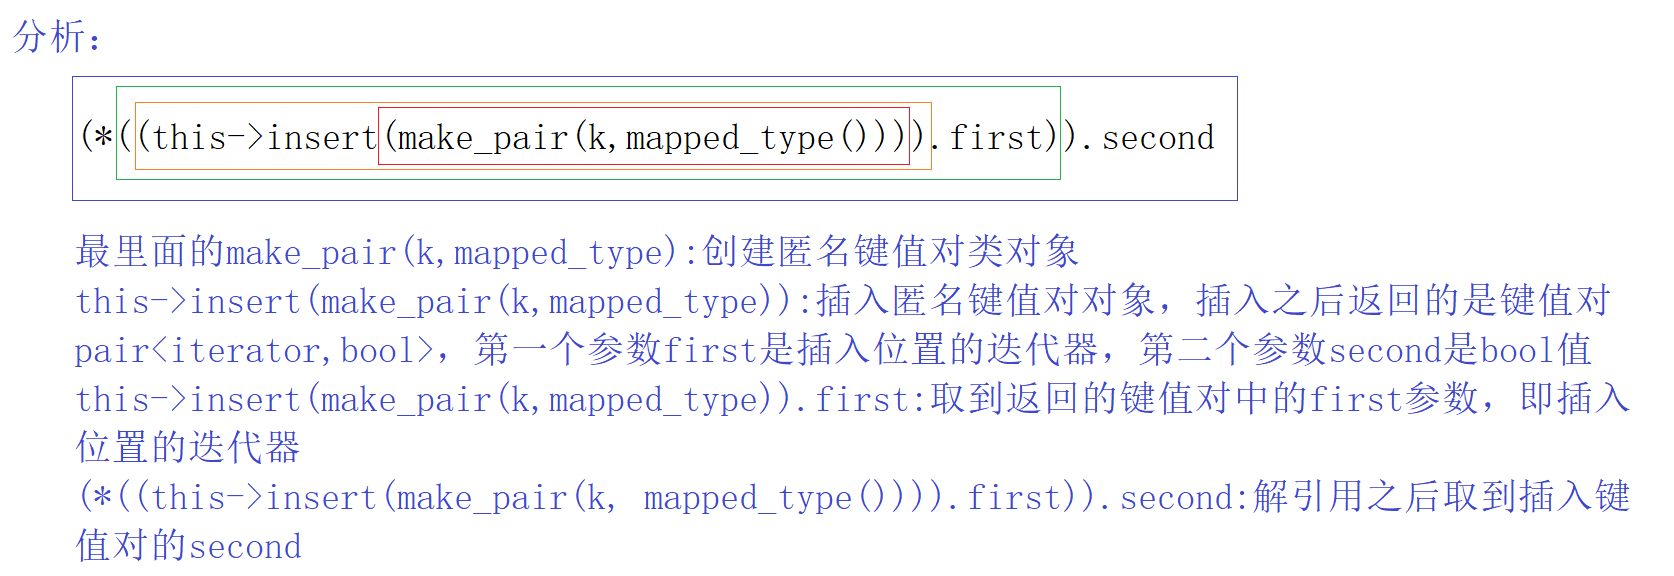 分析：
(*((this->insert(make_pair(k,mapped_type()))).first)).second
最里面的make_pair(k,mapped_type):创建匿名键值对类对象
this->insert(make_pair(k,mapped_type)):插入匿名键值对对象，插入之后返回的是键值对
pair<iterator,bool>，第一个参数first是插入位置的迭代器，第二个参数second是bool值
this->insert(make_pair(k,mapped_type)).first:取到返回的键值对中的first参数，即插入
位置的迭代器
(*((this->insert(make_pair(k, mapped_type()))).first)).second:解引用之后取到插入键
值对的second